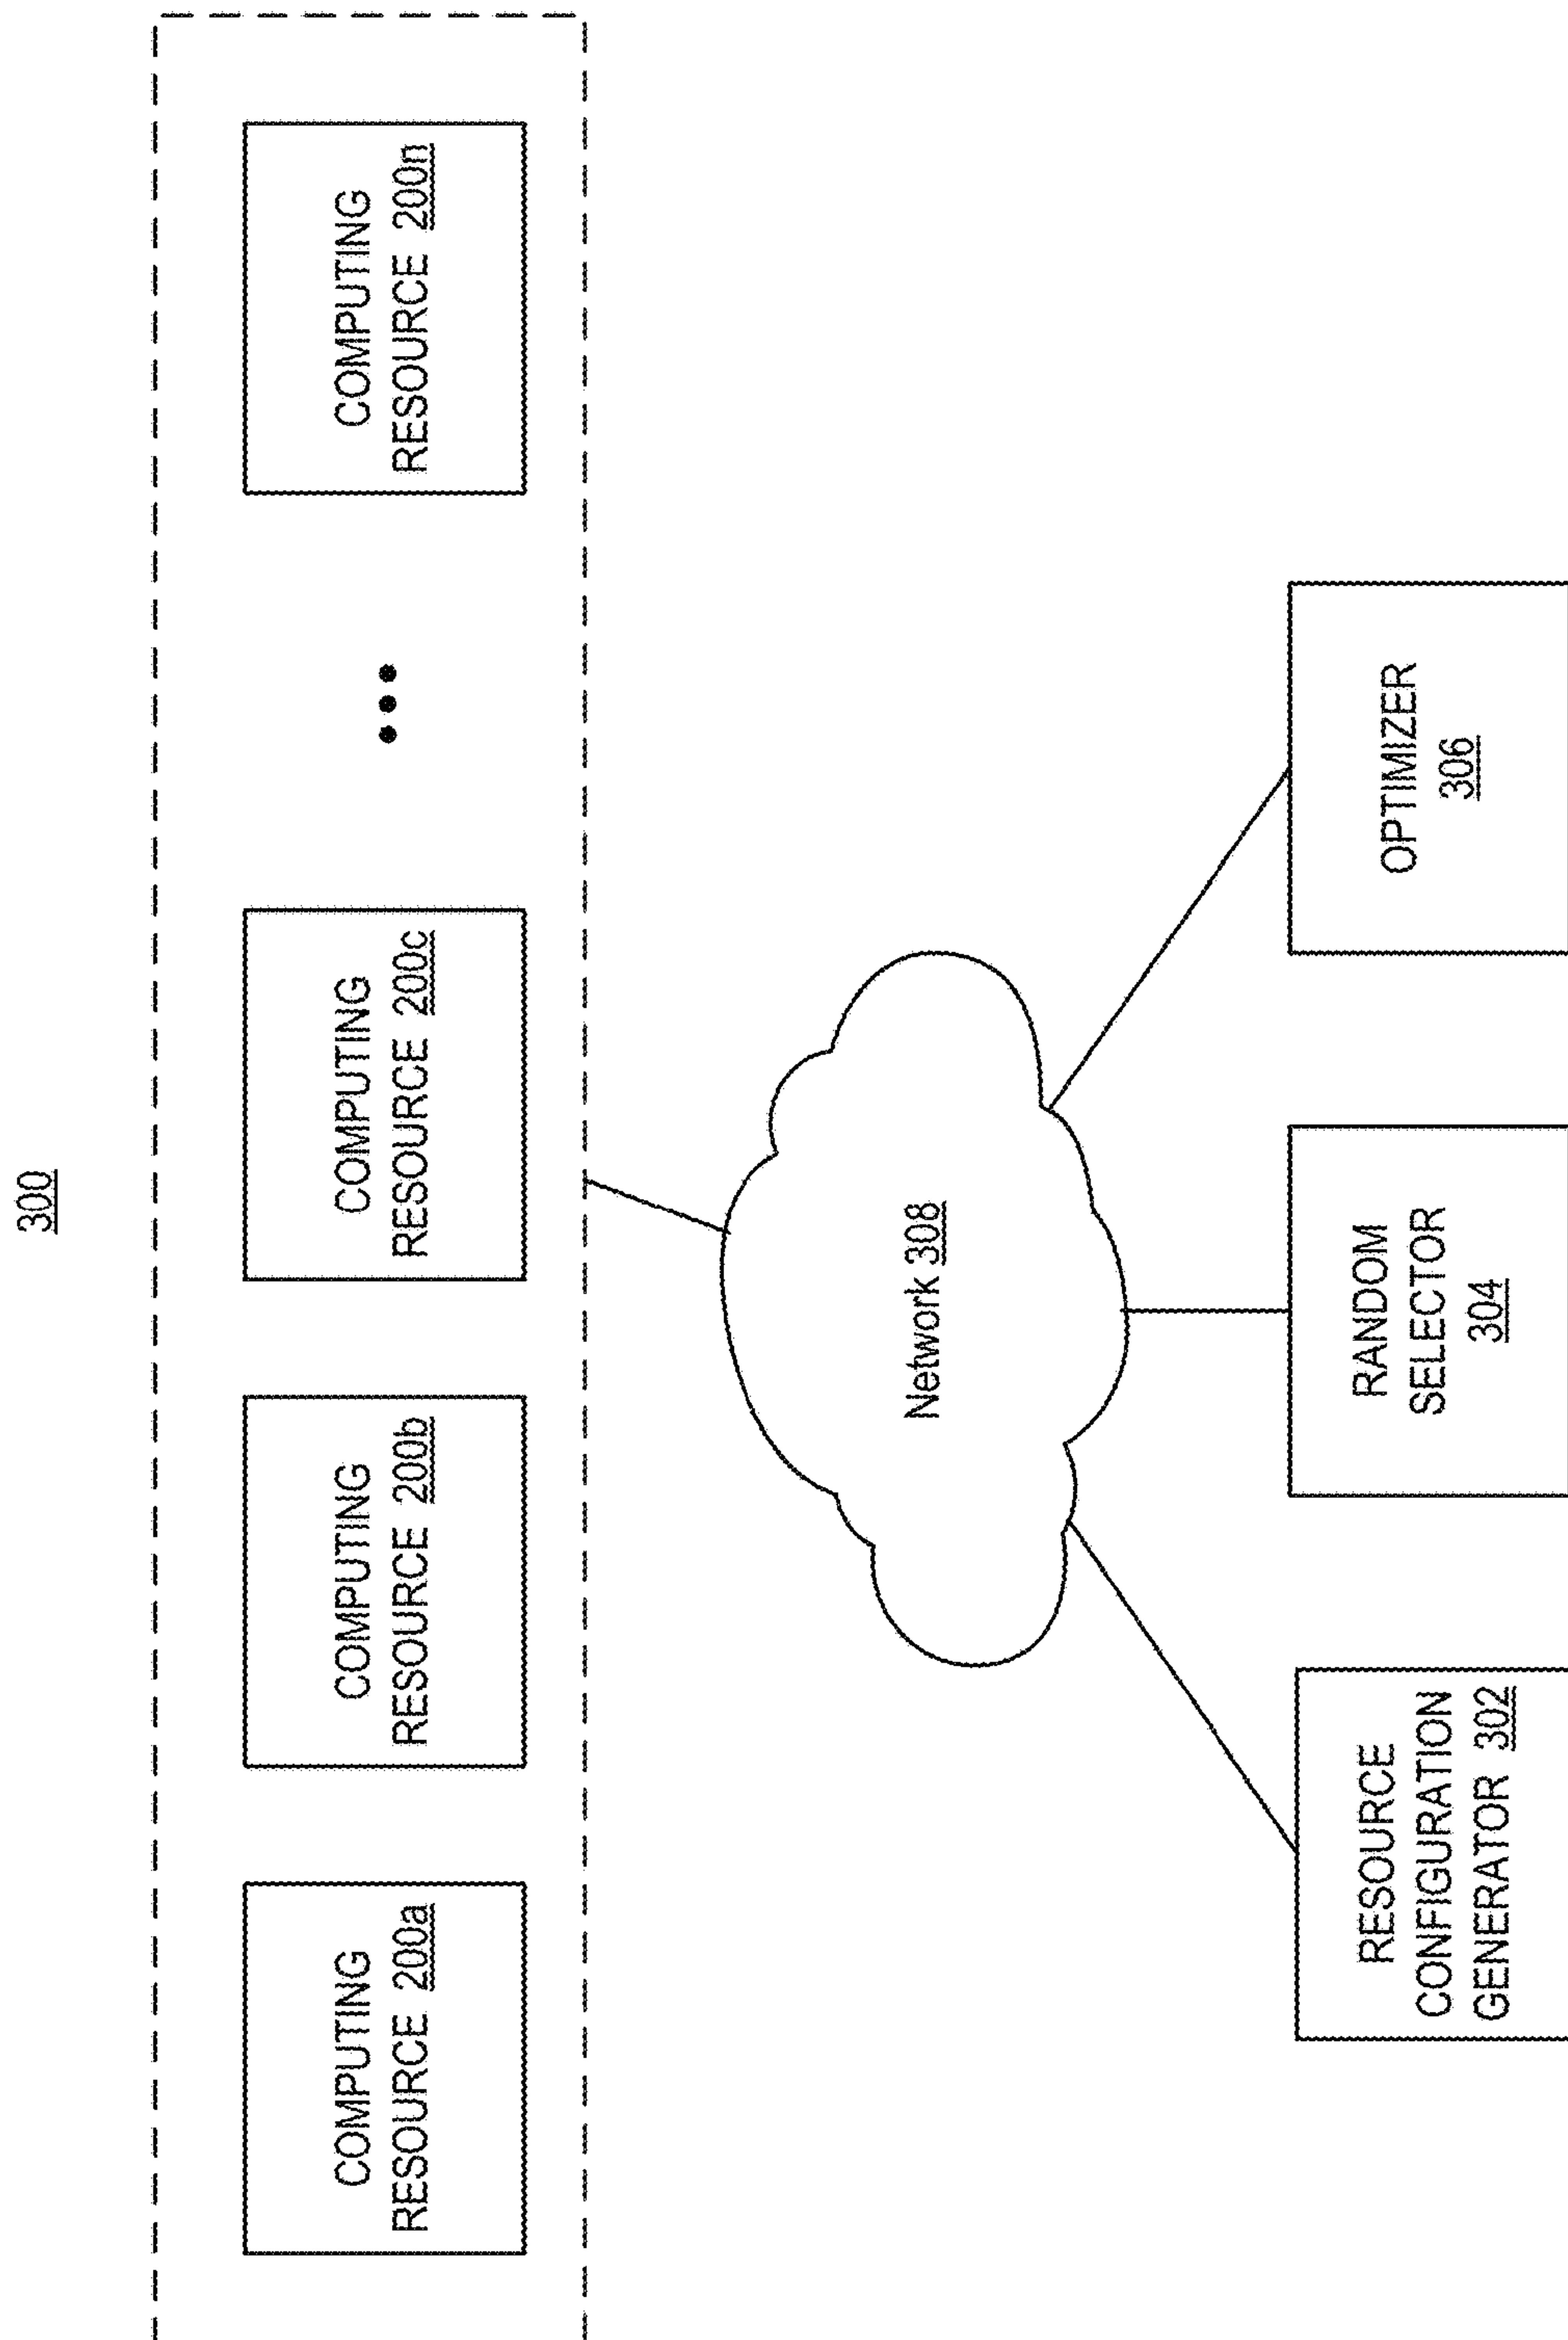 300
COMPUTING
RESOURCE 200a
COMPUTING
RESOURCE 200b
COMPUTING
RESOURCE 200c
COMPUTING
RESOURCE 200n
Network 308
RESOURCE
CONFIGURATION
GENERATOR 302
RANDOM
SELECTOR
304
OPTIMIZER
306